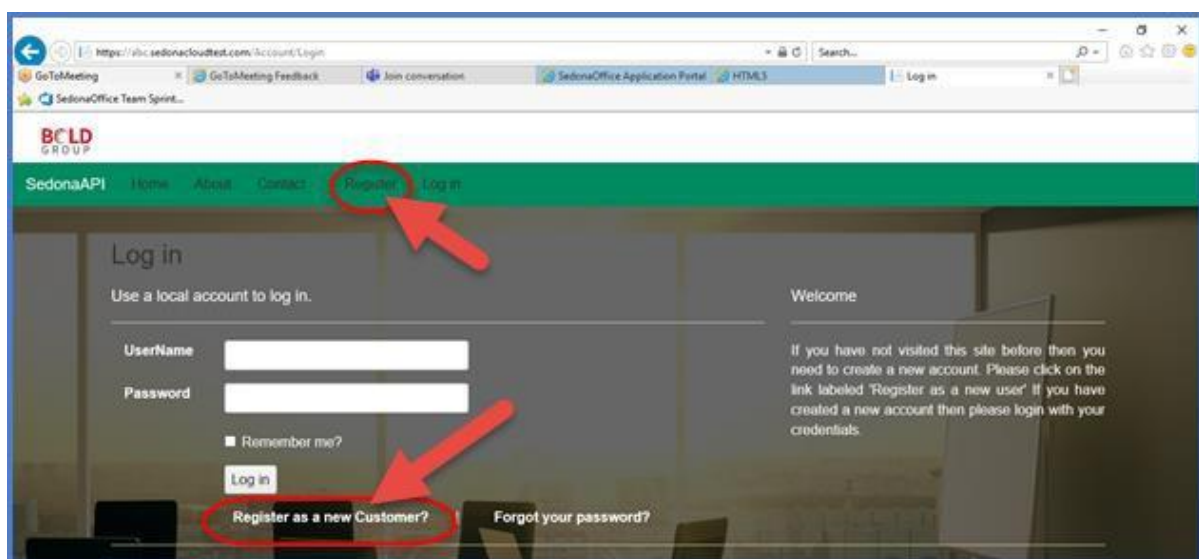 https://abc.sedonacloudtest.com/Account/Login
Search...
GoToMeeting
GoToMeeting Feedback
Join conversation
SedonaOffice Application Portal
HTML5
Log in
SedonaOffice Team Sprint...
BOLD
GROUP
SedonaAPI Home About Contact Register Log in
Log in
Use a local account to log in.
Welcome
UserName
Password
If you have not visited this site before then you
need to create a new account. Please click on the
link labeled 'Register as a new user' If you have
created a new account then please login with your
credentials.
Remember me?
Log in
Register as a new Customer?
Forgot your password?